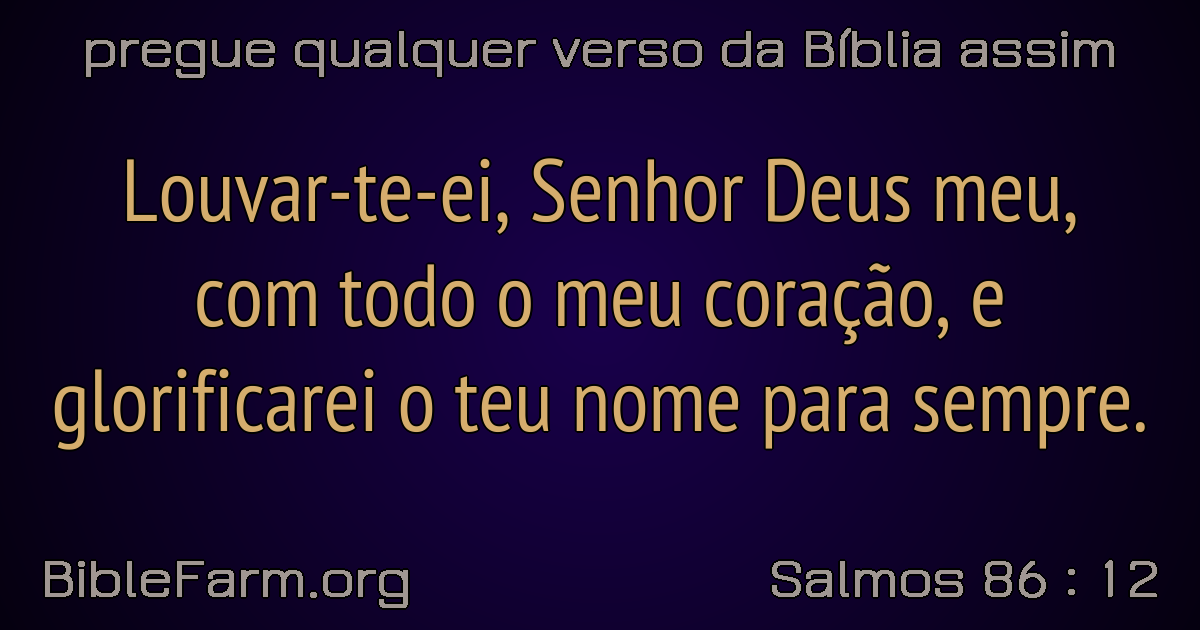 pregue qualquer verso da Bíblia assim
Louvar-te-ei, Senhor Deus meu,
com todo o meu coração, e
glorificarei o teu nome para sempre.
BibleFarm.org
Salmos 86 : 12